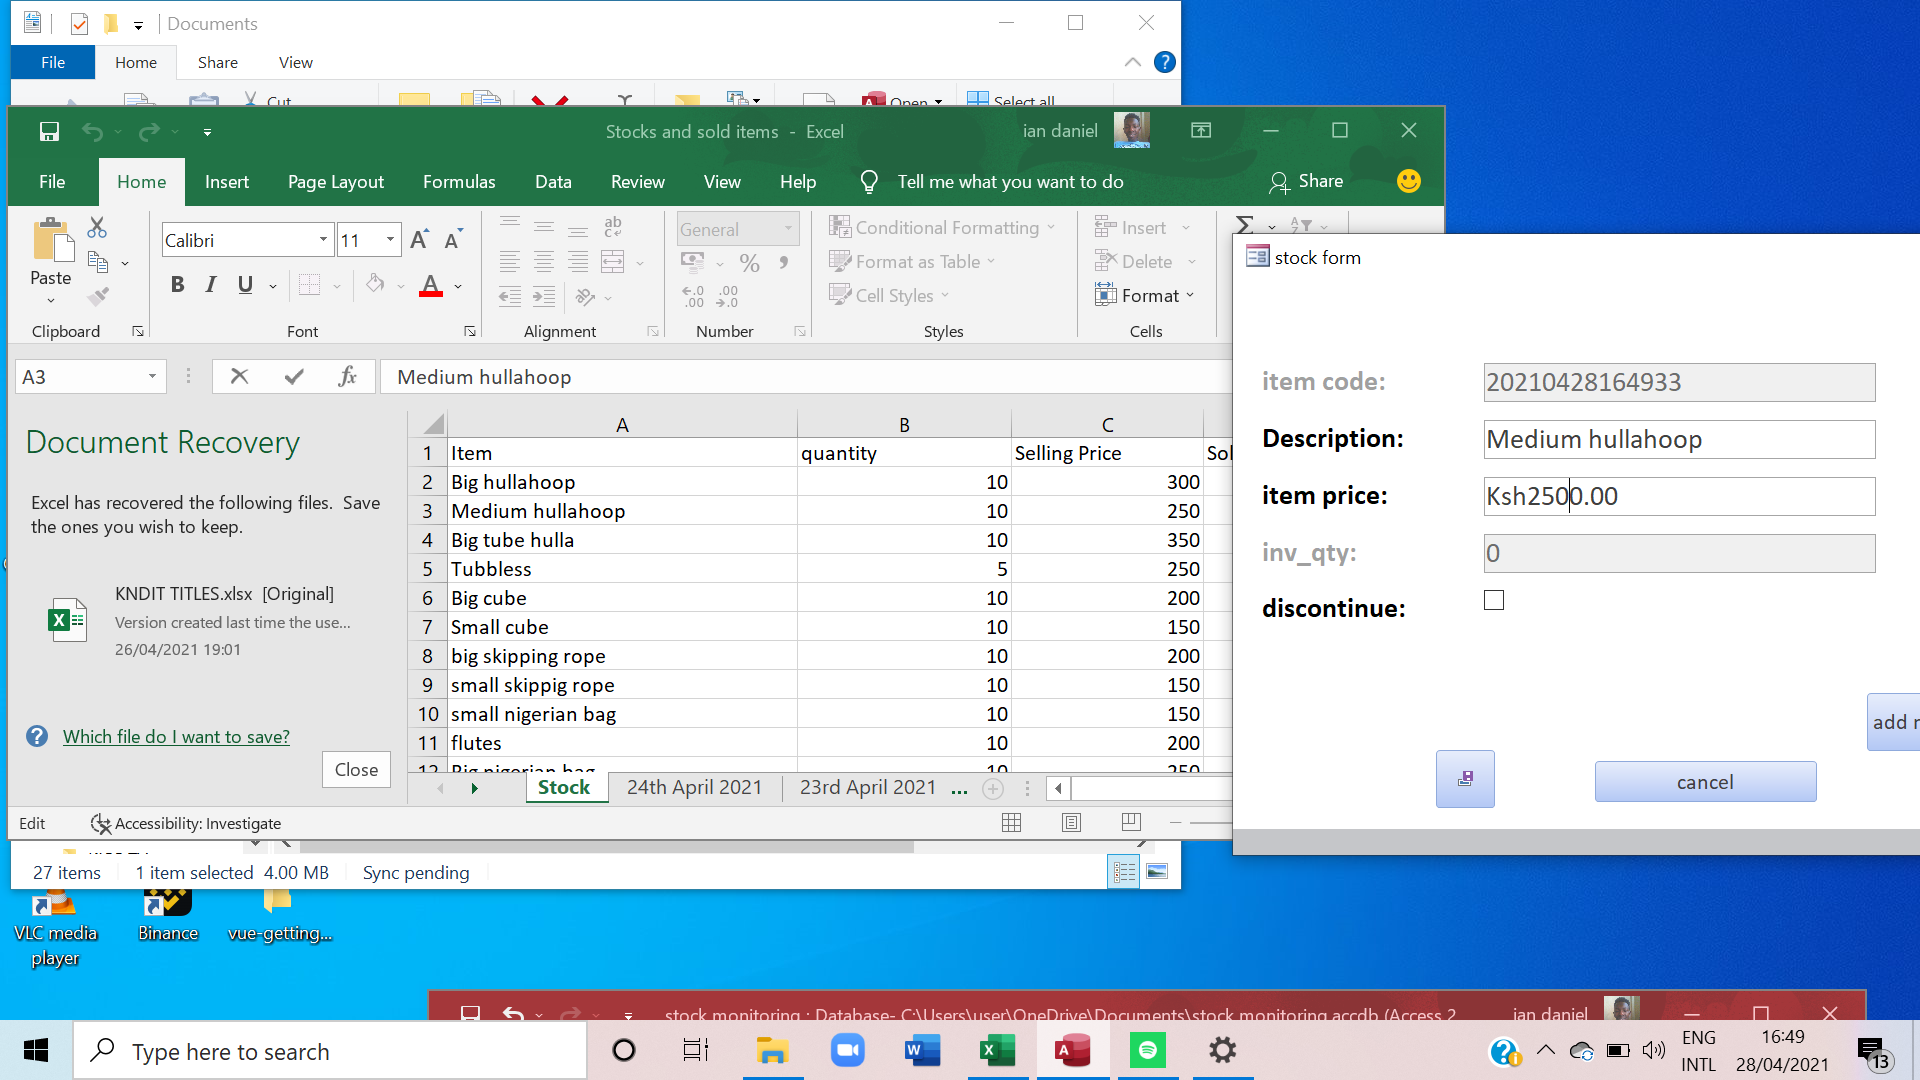 Documents
File Home Share View
Cut
Open
Select all
Stocks and sold items - Excel
ian daniel
File Home Insert Page Layout Formulas Data Review View Help Tell me what you want to do Share
Paste
Calibri 11
B I U
General
Conditional Formatting
Format as Table
Cell Styles
Insert
Delete
Format
Clipboard Font Alignment Number Styles Cells
A3 fx Medium hullahoop
Document Recovery
Excel has recovered the following files. Save
the ones you wish to keep.
KNDIT TITLES.xlsx [Original]
Version created last time the use...
26/04/2021 19:01
Which file do I want to save?
Close
A B C
1 Item quantity Selling Price Sol
2 Big hullahoop 10 300
3 Medium hullahoop 10 250
4 Big tube hulla 10 350
5 Tubbless 5 250
6 Big cube 10 200
7 Small cube 10 150
8 big skipping rope 10 200
9 small skippig rope 10 150
10 small nigerian bag 10 150
11 flutes 10 200
12 Big nigerian bag 10 250
Stock 24th April 2021 23rd April 2021 ...
Edit Accessibility: Investigate
27 items 1 item selected 4.00 MB Sync pending
stock form
item code: 20210428164933
Description: Medium hullahoop
item price: Ksh2500.00
inv_qty: 0
discontinue:
add r
cancel
VLC media
player
Binance
vue-getting...
stock monitoring : Database- C:\Users\user\OneDrive\Documents\stock monitoring.accdb (Access 2
ian daniel
Type here to search
ENG
INTL
16:49
28/04/2021
13